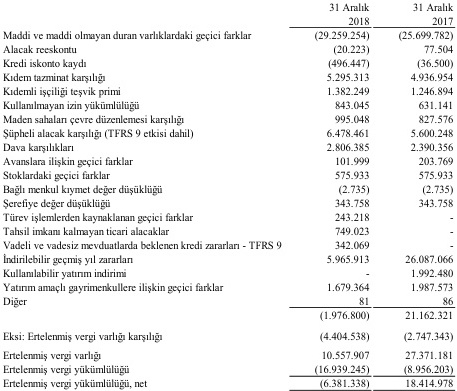 31 Aralık 31 Aralık
2018 2017
Maddi ve maddi olmayan duran varlıklardaki geçici farklar (29.259.254) (25.699.782)
Alacak reeskontu (20.223) 77.504
Kredi iskonto kaydı (496.447) (36.500)
Kıdem tazminat karşılığı 5.295.313 4.936.954
Kıdemli işçiliği teşvik primi 1.382.249 1.246.894
Kullanılmayan izin yükümlülüğü 843.045 631.141
Maden sahaları çevre düzenlemesi karşılığı 995.048 827.576
Şüpheli alacak karşılığı (TFRS 9 etkisi dahil) 6.478.461 5.600.248
Dava karşılıkları 2.806.385 2.390.356
Avanslara ilişkin geçici farklar 101.999 203.769
Stoklardaki geçici farklar 575.933 575.933
Bağlı menkul kıymet değer düşüklüğü (2.735) (2.735)
Şerefiye değer düşüklüğü 343.758 343.758
Türev işlemlerden kaynaklanan geçici farklar 243.218 -
Tahsil imkanı kalmayan ticari alacaklar 749.023 -
Vadeli ve vadesiz mevduatlarda beklenen kredi zararları - TFRS 9 342.069 -
İndirilebilir geçmiş yıl zararları 5.965.913 26.087.066
Kullanılabilir yatırım indirimi - 1.992.480
Yatırım amaçlı gayrimenkullere ilişkin geçici farklar 1.679.364 1.987.573
Diğer 81 86
(1.976.800) 21.162.321
Eksi: Ertelenmiş vergi varlığı karşılığı (4.404.538) (2.747.343)
Ertelenmiş vergi varlığı 10.557.907 27.371.181
Ertelenmiş vergi yükümlülüğü (16.939.245) (8.956.203)
Ertelenmiş vergi yükümlülüğü, net (6.381.338) 18.414.978